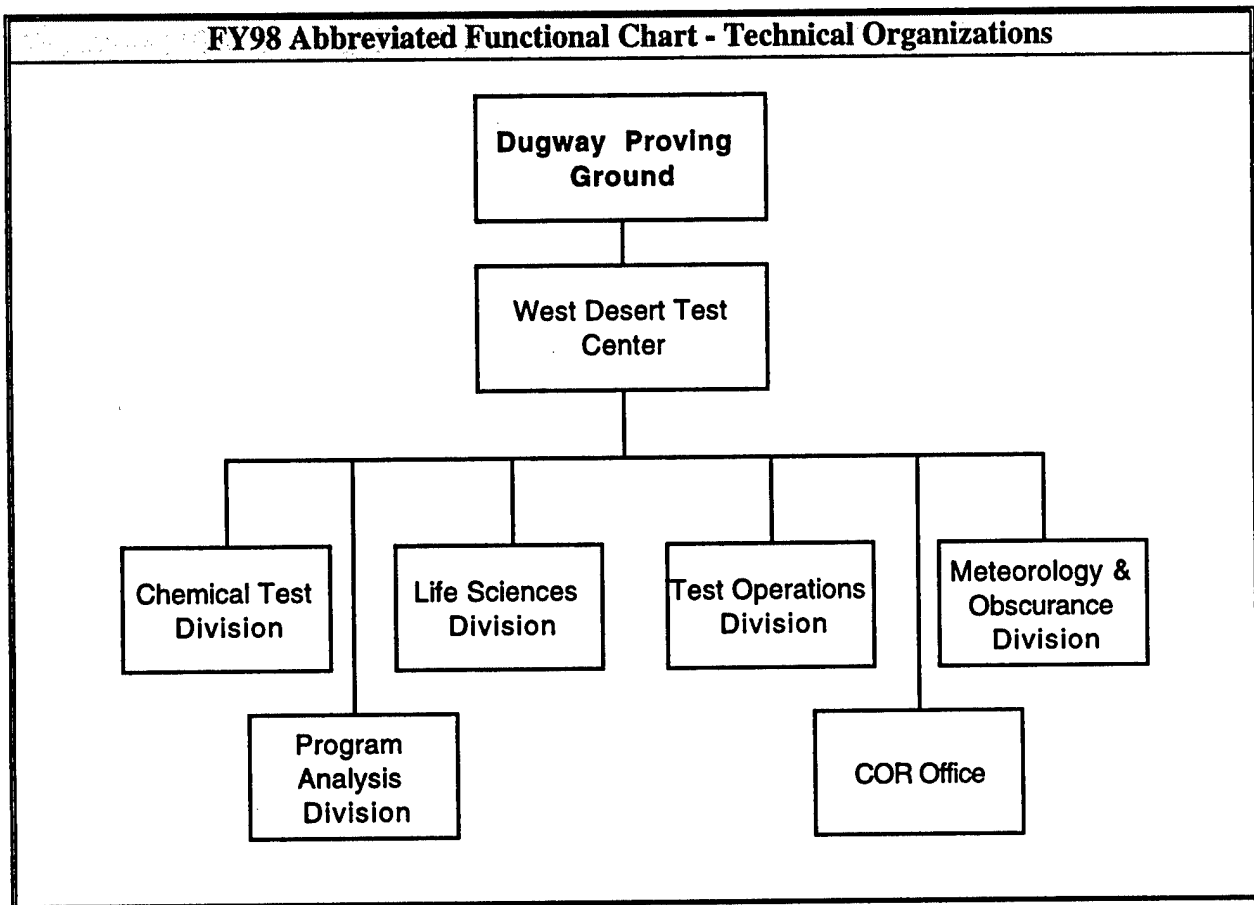 FY98 Abbreviated Functional Chart - Technical Organizations
Dugway Proving
Ground
West Desert Test
Center
Chemical Test
Division
Life Sciences
Division
Test Operations
Division
Meteorology &
Obscurance
Division
Program
Analysis
Division
COR Office